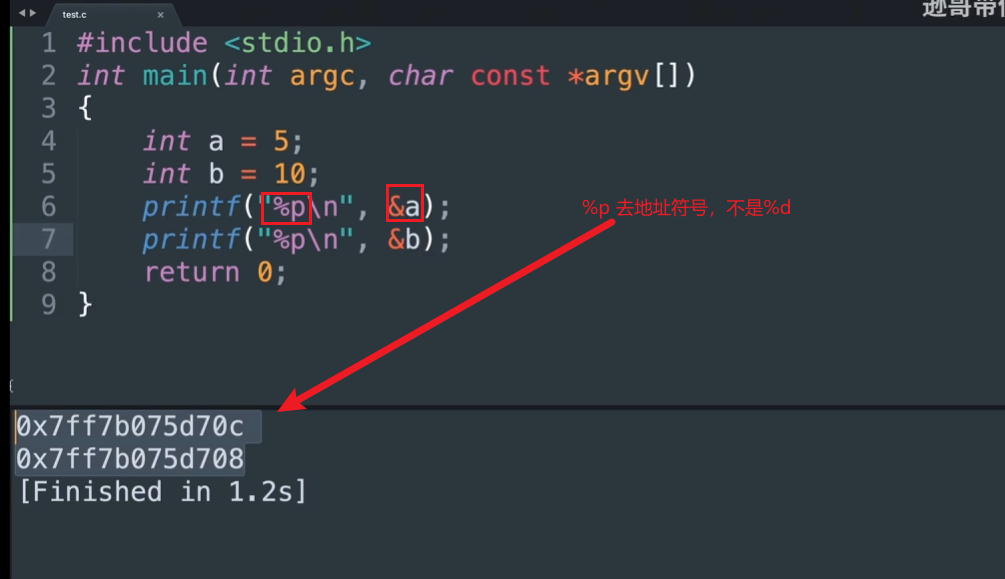 test.c
逊哥带
1 #include <stdio.h>
2 int main(int argc, char const *argv[])
3 {
4 int a = 5;
5 int b = 10;
6 printf("%p\n", &a);
%p 去地址符号，不是%d
7 printf("%p\n", &b);
8 return 0;
9 }
{
0x7ff7b075d70c
0x7ff7b075d708
[Finished in 1.2s]